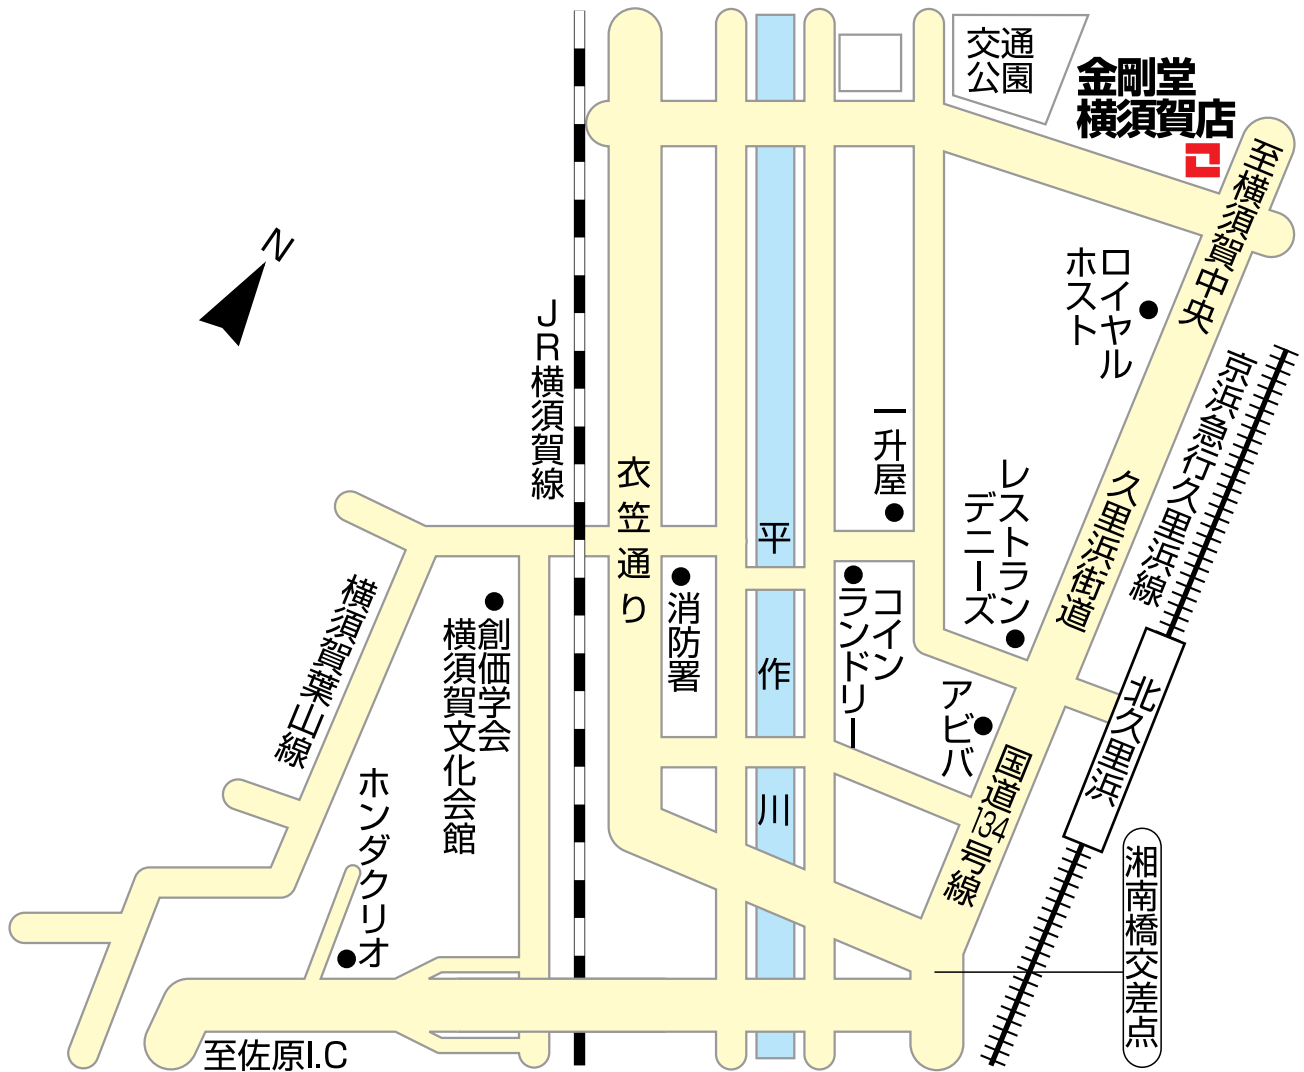 交通
公園
金剛堂
横須賀店
至横須賀中央
N
ロイヤル
ホスト
JR横須賀線
京浜急行久里浜線
一升屋
衣笠通り
レストラン
デニーズ
久里浜街道
平作川
横須賀葉山線
消防署
コイン
ランドリー
創価学会
横須賀文化会館
アビバ
北久里浜
国道134号線
ホンダクリオ
湘南橋交差点
至佐原I.C